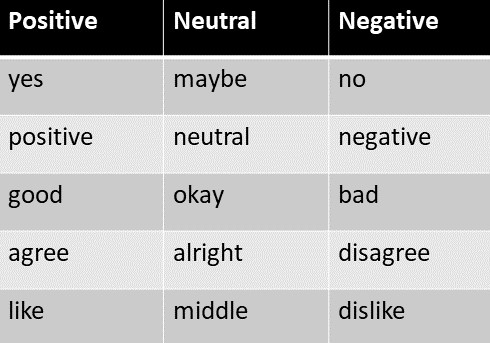 Positive Neutral Negative
yes maybe no
positive neutral negative
good okay bad
agree alright disagree
like middle dislike